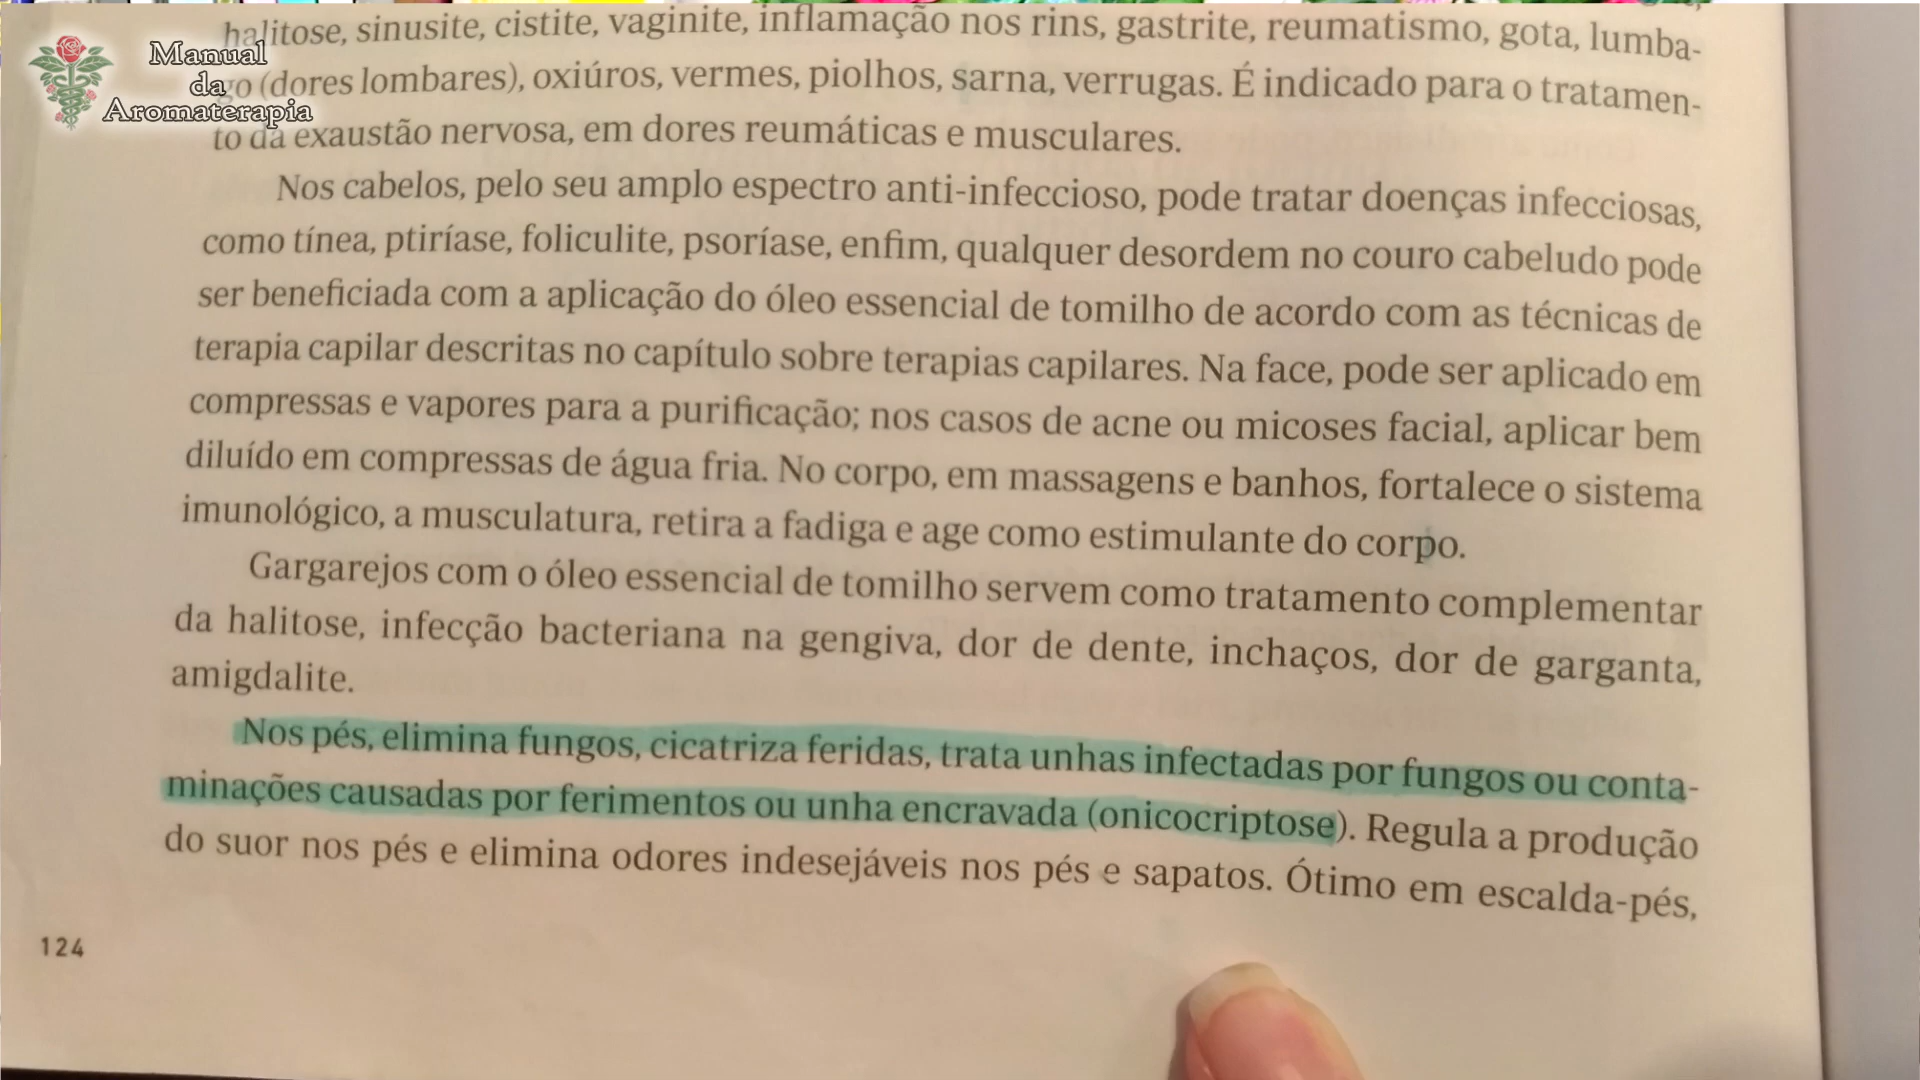 Manual
da
Aromaterapia
halitose, sinusite, cistite, vaginite, inflamação nos rins, gastrite, reumatismo, gota, lumba-
go (dores lombares), oxiúros, vermes, piolhos, sarna, verrugas. É indicado para o tratamen-
to da exaustão nervosa, em dores reumáticas e musculares.
Nos cabelos, pelo seu amplo espectro anti-infeccioso, pode tratar doenças infecciosas,
como tínea, ptiríase, foliculite, psoríase, enfim, qualquer desordem no couro cabeludo pode
ser beneficiada com a aplicação do óleo essencial de tomilho de acordo com as técnicas de
terapia capilar descritas no capítulo sobre terapias capilares. Na face, pode ser aplicado em
compressas e vapores para a purificação; nos casos de acne ou micoses facial, aplicar bem
diluído em compressas de água fria. No corpo, em massagens e banhos, fortalece o sistema
imunológico, a musculatura, retira a fadiga e age como estimulante do corpo.
Gargarejos com o óleo essencial de tomilho servem como tratamento complementar
da halitose, infecção bacteriana na gengiva, dor de dente, inchaços, dor de garganta,
amigdalite.
Nos pés, elimina fungos, cicatriza feridas, trata unhas infectadas por fungos ou conta-
minações causadas por ferimentos ou unha encravada (onicocriptose). Regula a produção
do suor nos pés e elimina odores indesejáveis nos pés e sapatos. Ótimo em escalda-pés,
124